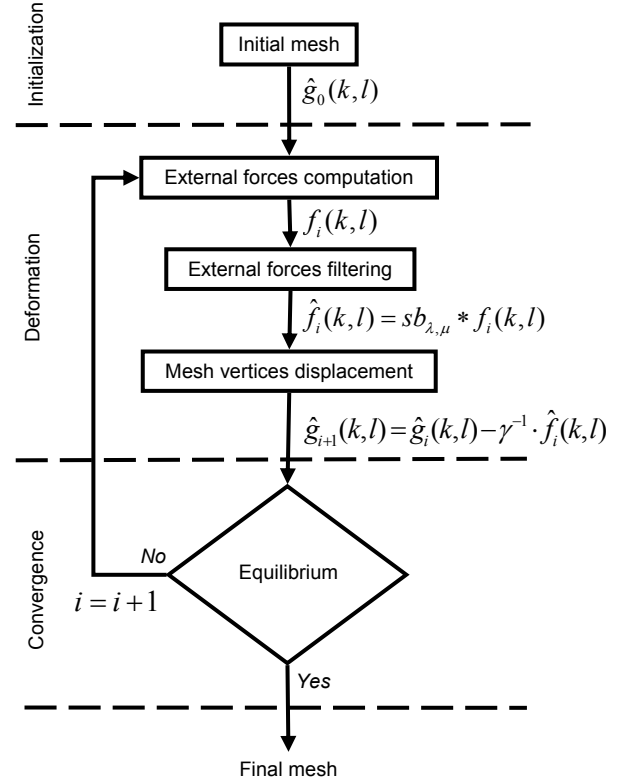 Initialization
Initial mesh
ĝ₀(k,l)
Deformation
External forces computation
fᵢ(k,l)
External forces filtering
f̂ᵢ(k,l) = sb_{λ,μ} * fᵢ(k,l)
Mesh vertices displacement
ĝᵢ₊₁(k,l) = ĝᵢ(k,l) − γ⁻¹ · f̂ᵢ(k,l)
Convergence
No
Equilibrium
i = i + 1
Yes
Final mesh